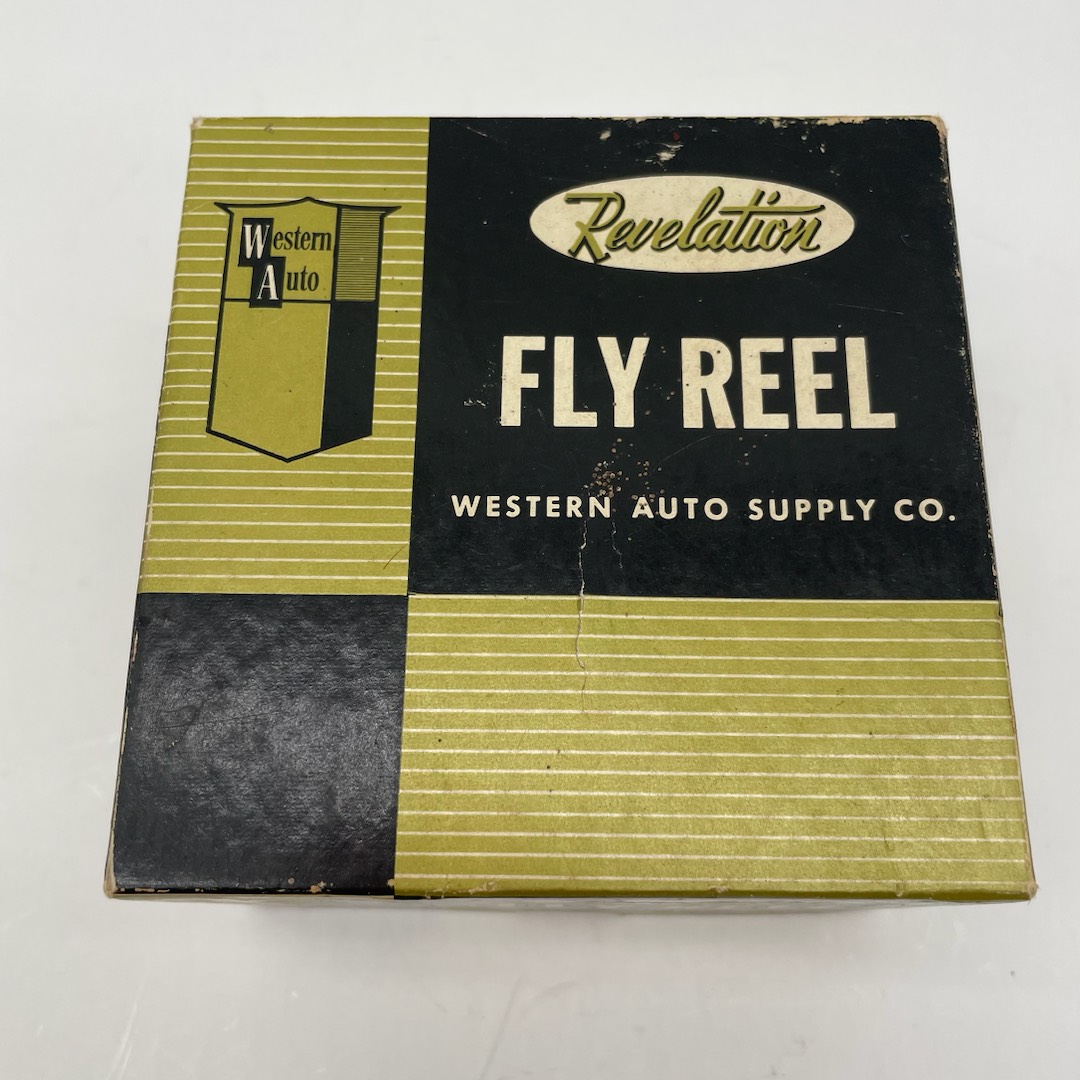 Western
Auto
Revelation
FLY REEL
WESTERN AUTO SUPPLY CO.